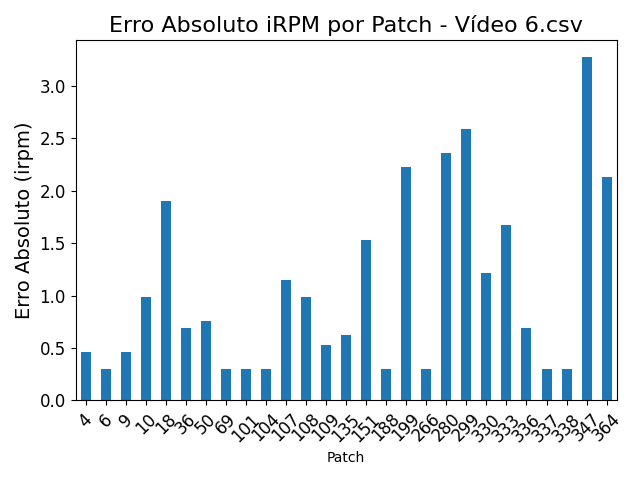 Erro Absoluto iRPM por Patch - Vídeo 6.csv
Erro Absoluto (irpm)
3.0
2.5
2.0
1.5
1.0
0.5
0.0
4 6 9 10 18 36 50 69 101 104 107 108 109 135 151 188 199 266 280 299 330 333 336 337 338 347 364
Patch